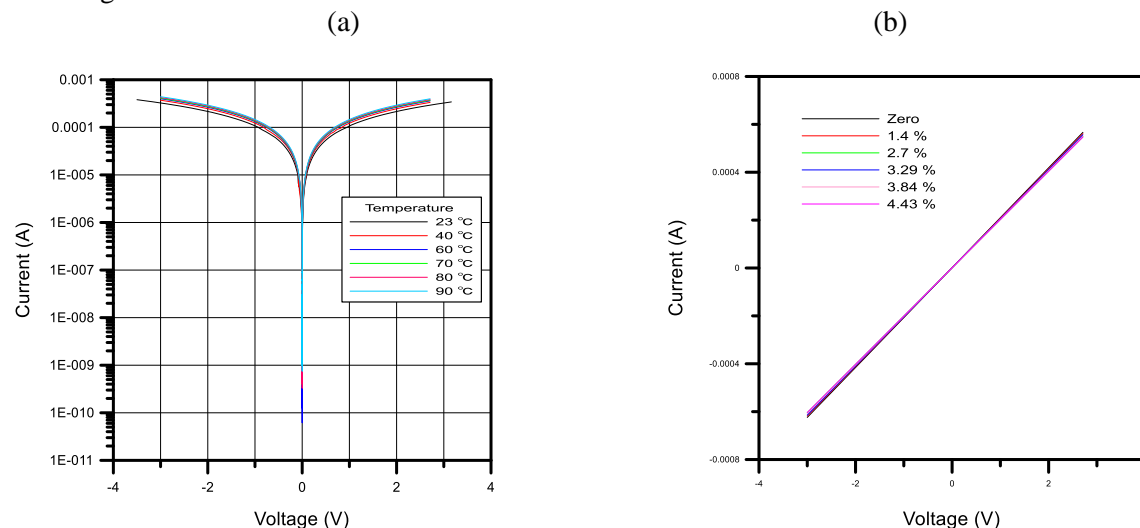 (a)
(b)
0.001
0.0001
1E-005
1E-006
1E-007
1E-008
1E-009
1E-010
1E-011
Current (A)
-4
-2
0
2
4
Voltage (V)
Temperature
23 °C
40 °C
60 °C
70 °C
80 °C
90 °C
0.0008
0.0004
0
-0.0004
-0.0008
Current (A)
-4
-2
0
2
Voltage (V)
Zero
1.4 %
2.7 %
3.29 %
3.84 %
4.43 %